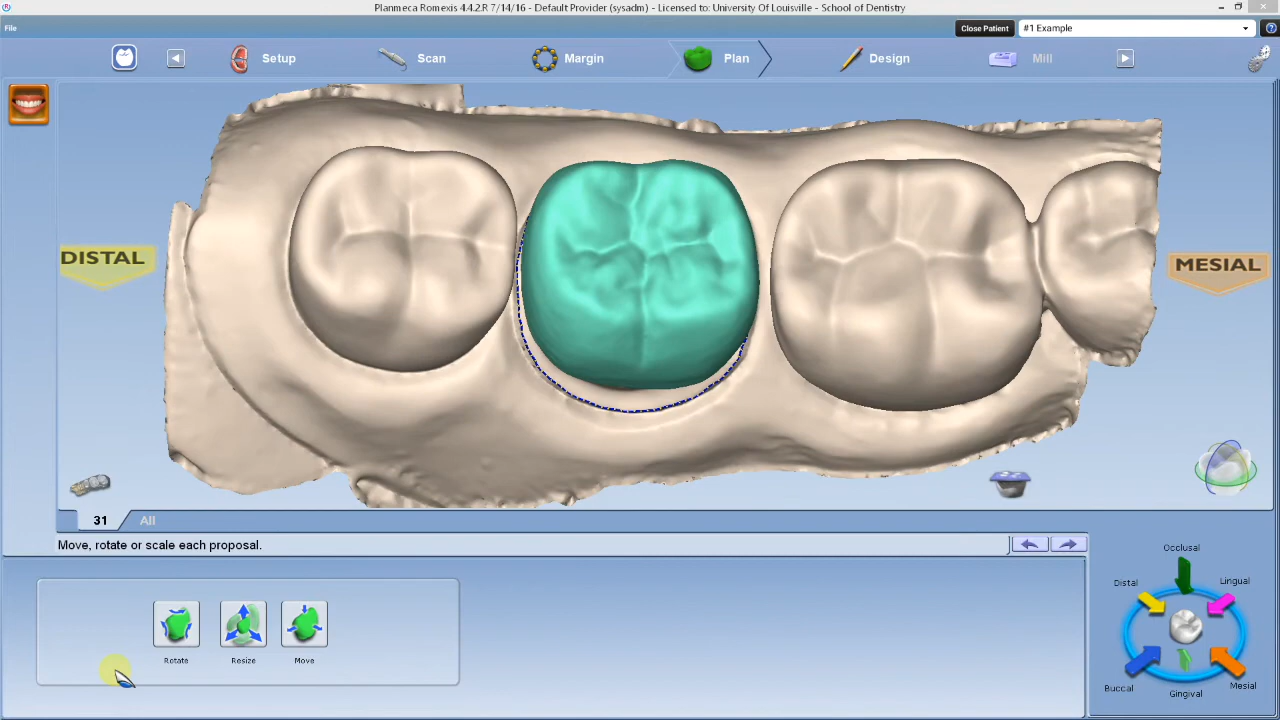 Planmeca Romexis 4.4.2.R 7/14/16 - Default Provider (sysadm) - Licensed to University Of Louisville - School of Dentistry
File
Close Patient
#1 Example
Setup
Scan
Margin
Plan
Design
Mill
DISTAL
MESIAL
31
All
Move, rotate or scale each proposal.
Rotate
Resize
Move
Occlusal
Distal
Lingual
Buccal
Gingival
Mesial